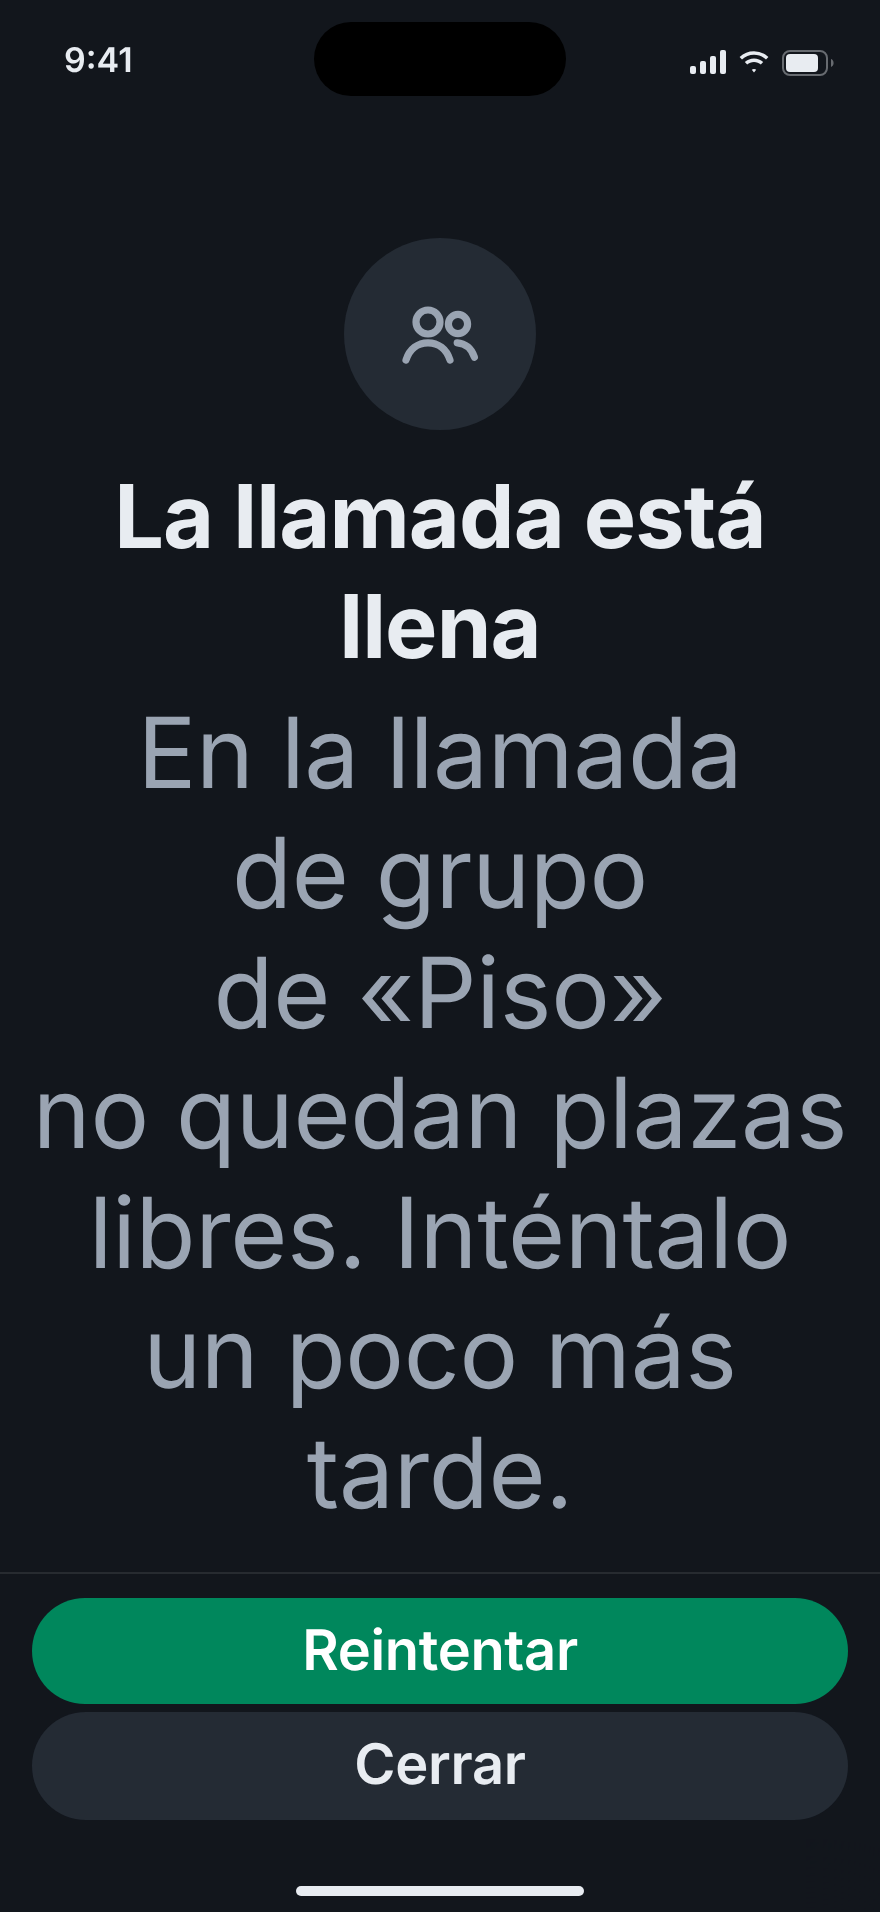 9:41
La llamada está
llena
En la llamada
de grupo
de «Piso»
no quedan plazas
libres. Inténtalo
un poco más
tarde.
Reintentar
Cerrar